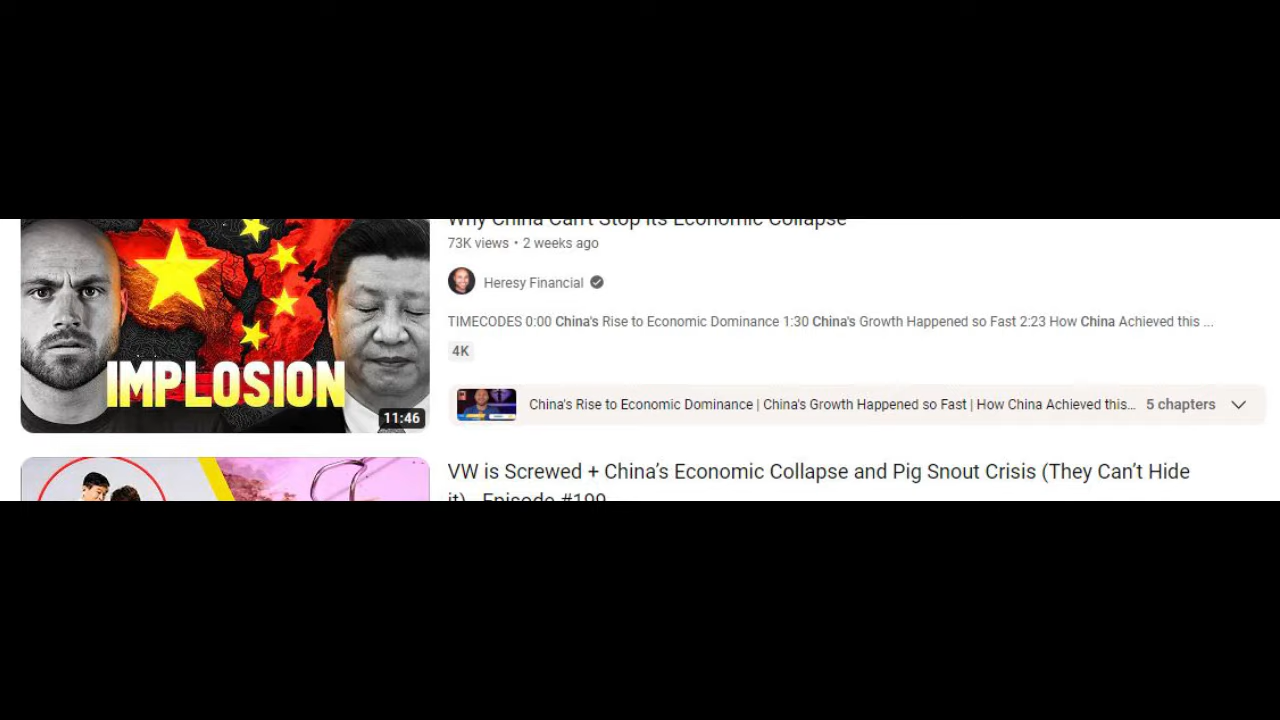 Why China Can't Stop Its Economic Collapse
73K views • 2 weeks ago
Heresy Financial
TIMECODES 0:00 China's Rise to Economic Dominance 1:30 China's Growth Happened so Fast 2:23 How China Achieved this ...
4K
IMPLOSION
11:46
China's Rise to Economic Dominance | China's Growth Happened so Fast | How China Achieved this... 5 chapters
VW is Screwed + China’s Economic Collapse and Pig Snout Crisis (They Can’t Hide
it) - Episode #199